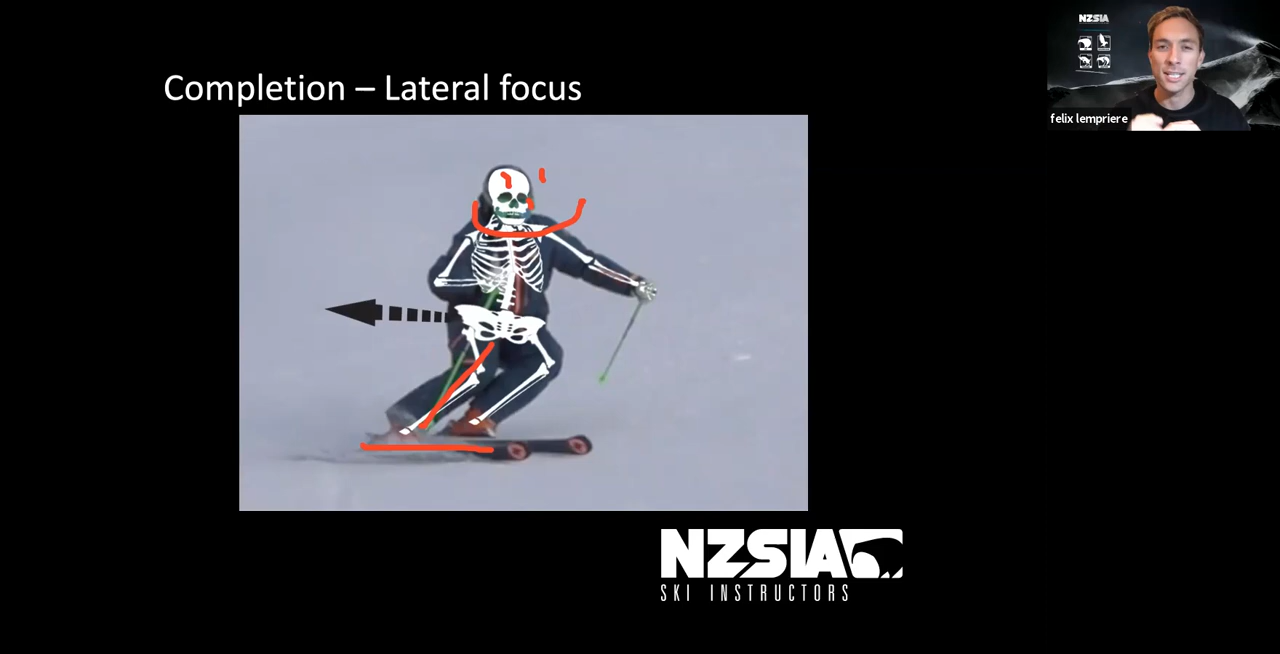 Completion – Lateral focus
NZSIA
felix lempriere
NZSIA
SKI INSTRUCTORS